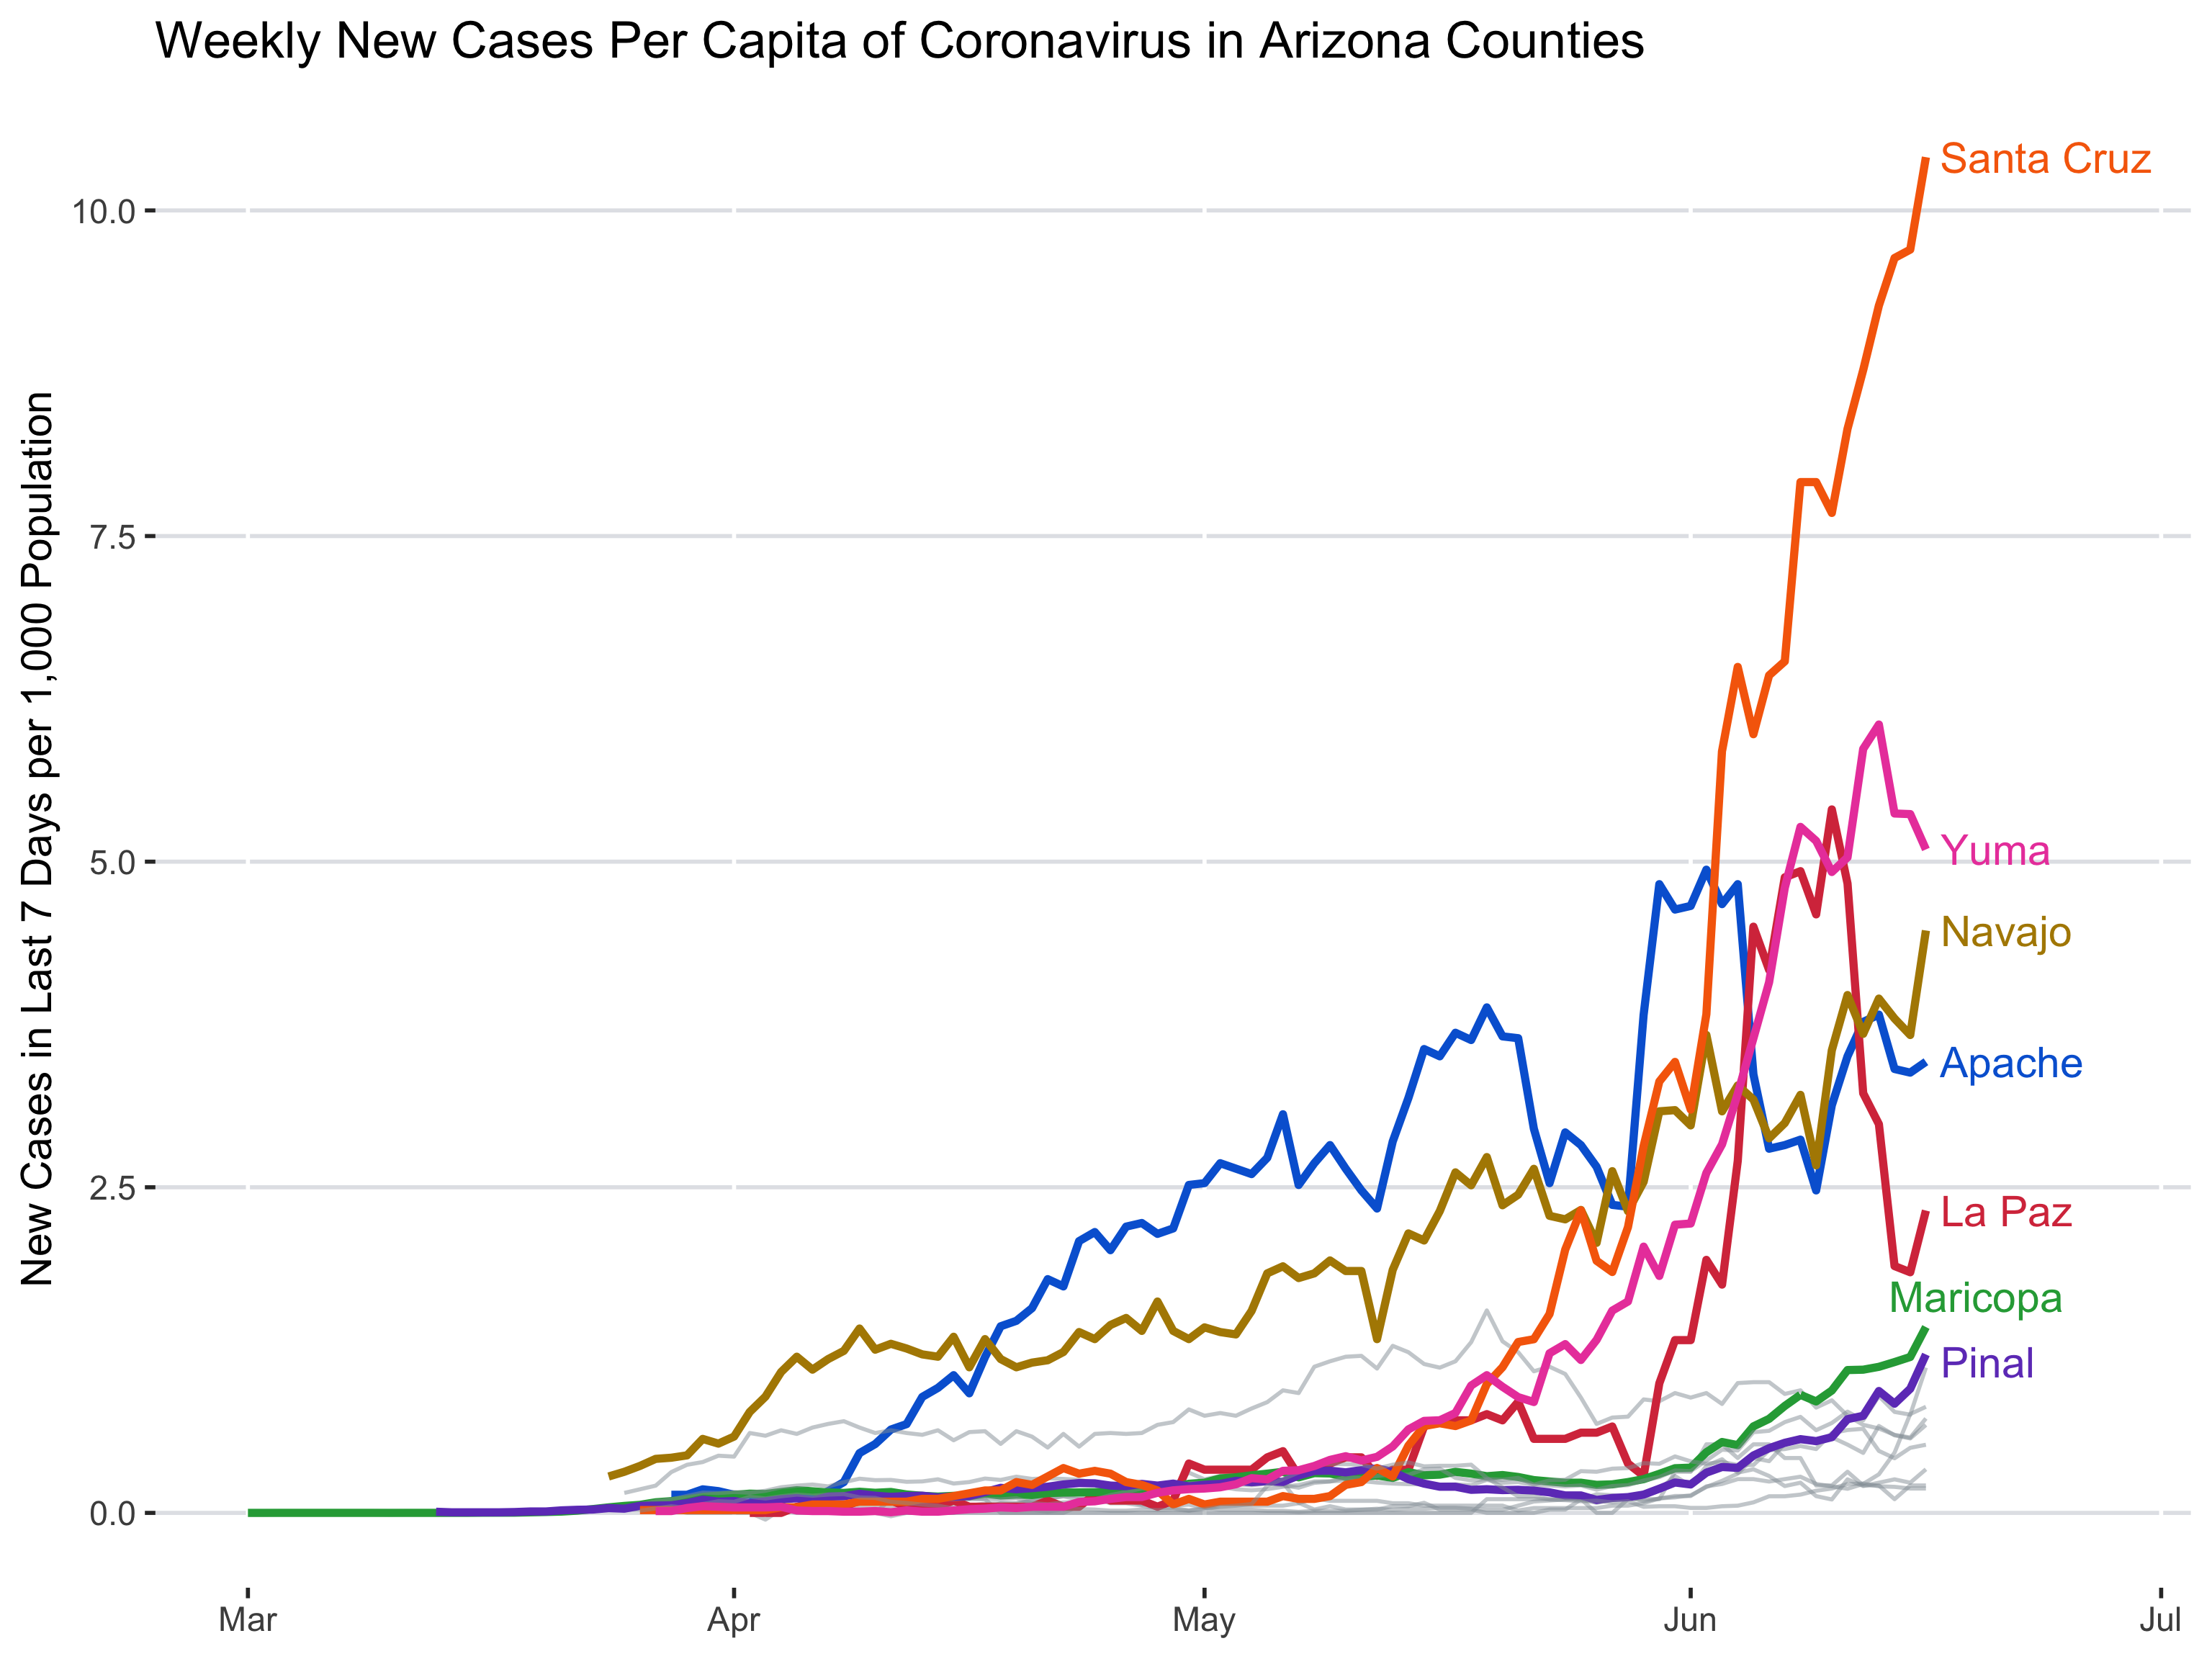 Weekly New Cases Per Capita of Coronavirus in Arizona Counties
New Cases in Last 7 Days per 1,000 Population
10.0
7.5
5.0
2.5
0.0
Santa Cruz
Yuma
Navajo
Apache
La Paz
Maricopa
Pinal
Mar
Apr
May
Jun
Jul